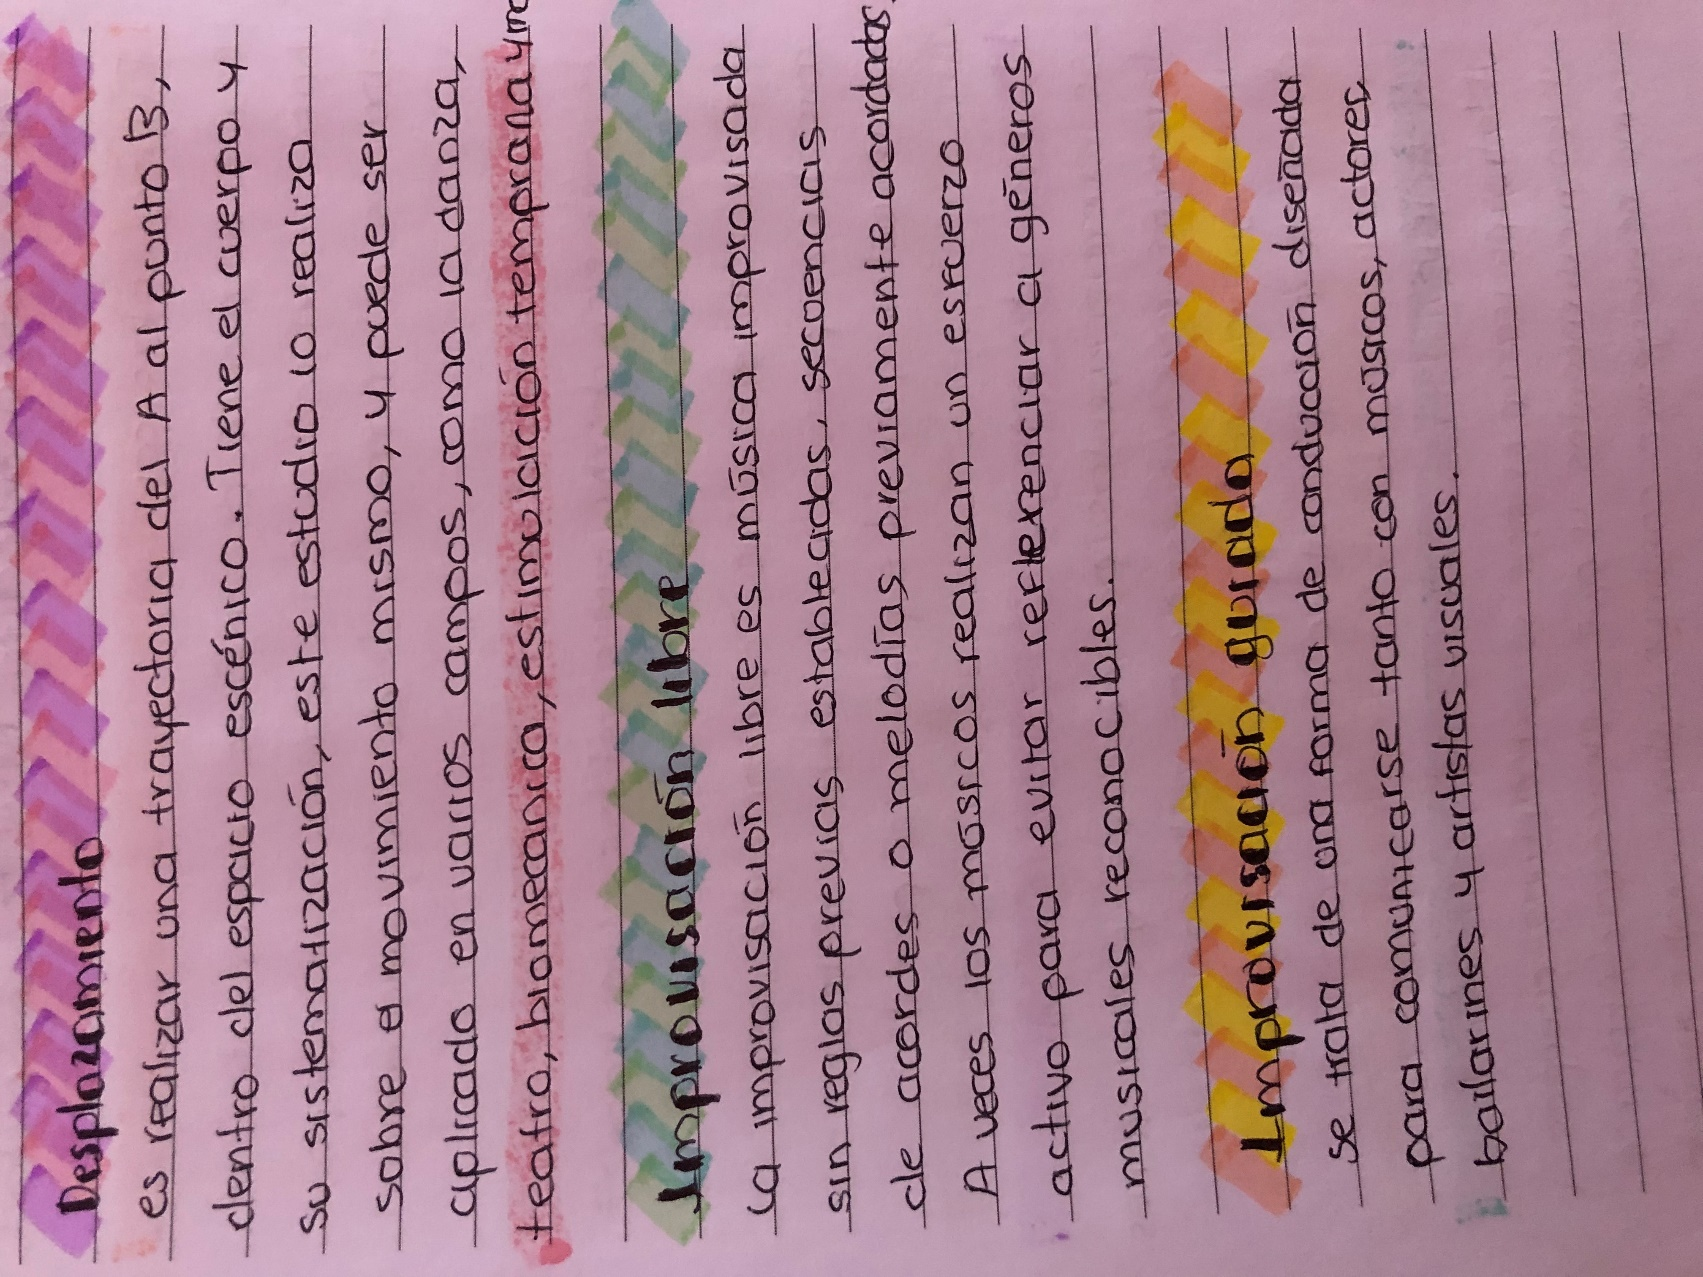 Desplazamiento
es realizar una trayectoria del A al punto B,
dentro del espacio escénico. Tiene el cuerpo y
su sistematización, este estudio lo realizo
sobre el movimiento mismo, y puede ser
aplicado en varios campos, como la danza,
teatro, biomecanica, estimulación temprana y
Improvisación libre
La improvisación libre es música improvisada
sin reglas previas establecidas, secuencias
de acordes o melodías previamente acordadas.
A veces los músicos realizan un esfuerzo
activo para evitar referenciar a géneros
musicales reconocibles.
Improvisación guiada
se trata de una forma de conducción diseñada
para comunicarse tanto con músicos, actores,
bailarines y artistas visuales.